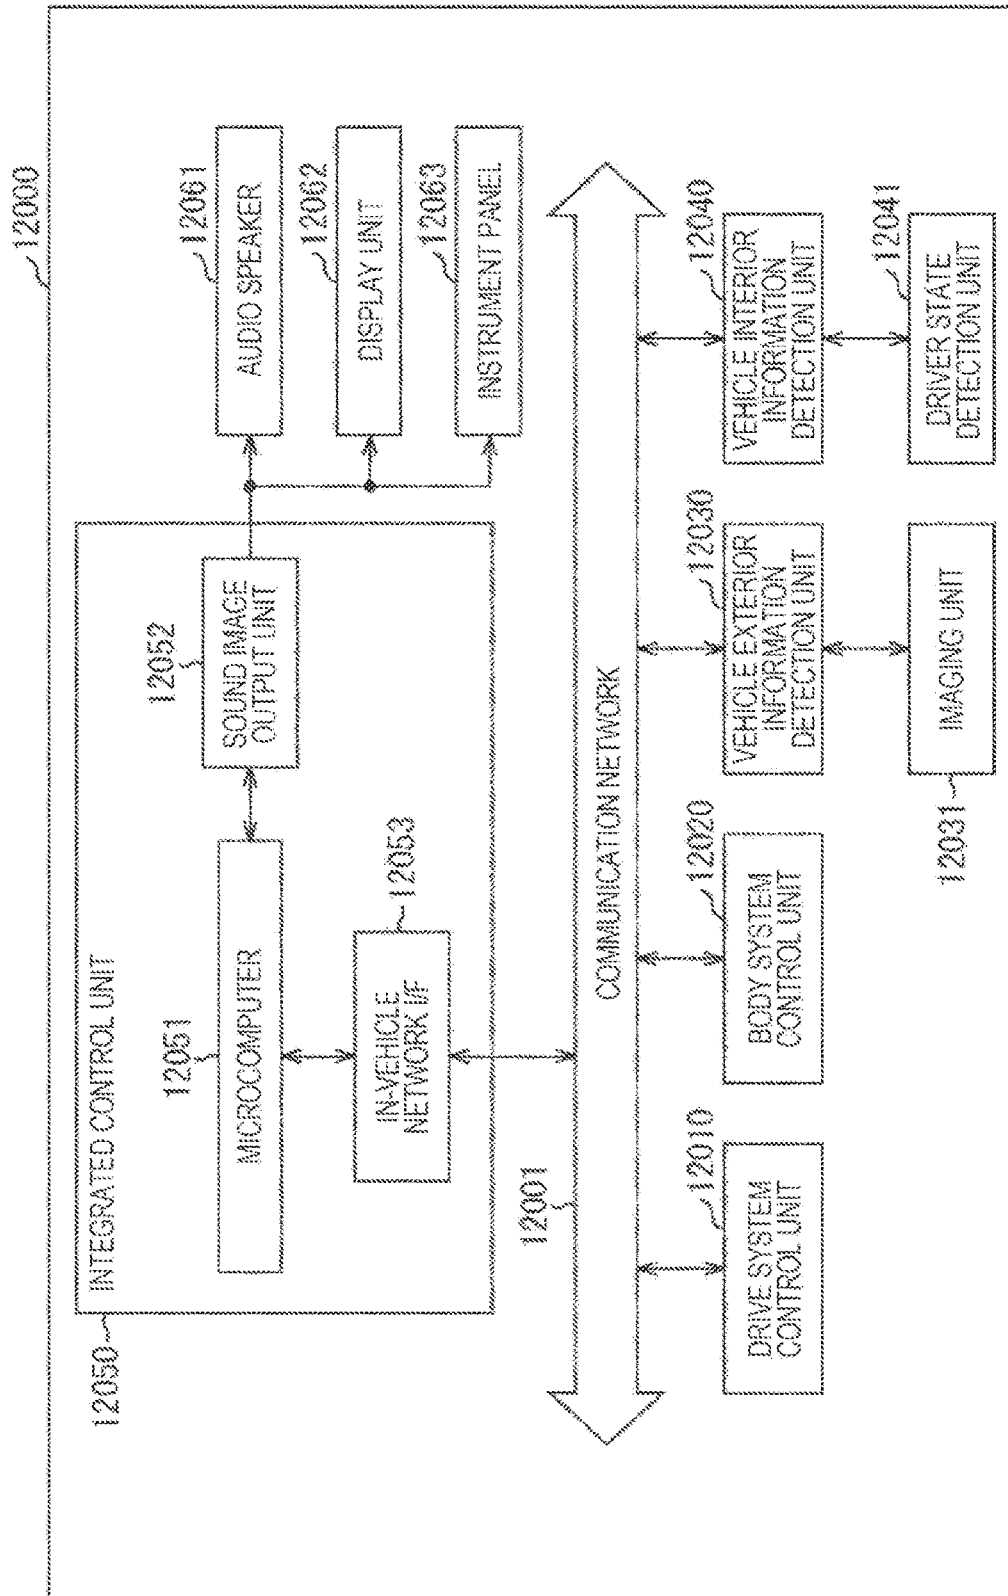 12000
12050
INTEGRATED CONTROL UNIT
12051
MICROCOMPUTER
12052
SOUND IMAGE
OUTPUT UNIT
12053
IN-VEHICLE
NETWORK I/F
12061
AUDIO SPEAKER
12062
DISPLAY UNIT
12063
INSTRUMENT PANEL
12001
COMMUNICATION NETWORK
12010
DRIVE SYSTEM
CONTROL UNIT
12020
BODY SYSTEM
CONTROL UNIT
12030
VEHICLE EXTERIOR
INFORMATION
DETECTION UNIT
12040
VEHICLE INTERIOR
INFORMATION
DETECTION UNIT
12031
IMAGING UNIT
12041
DRIVER STATE
DETECTION UNIT